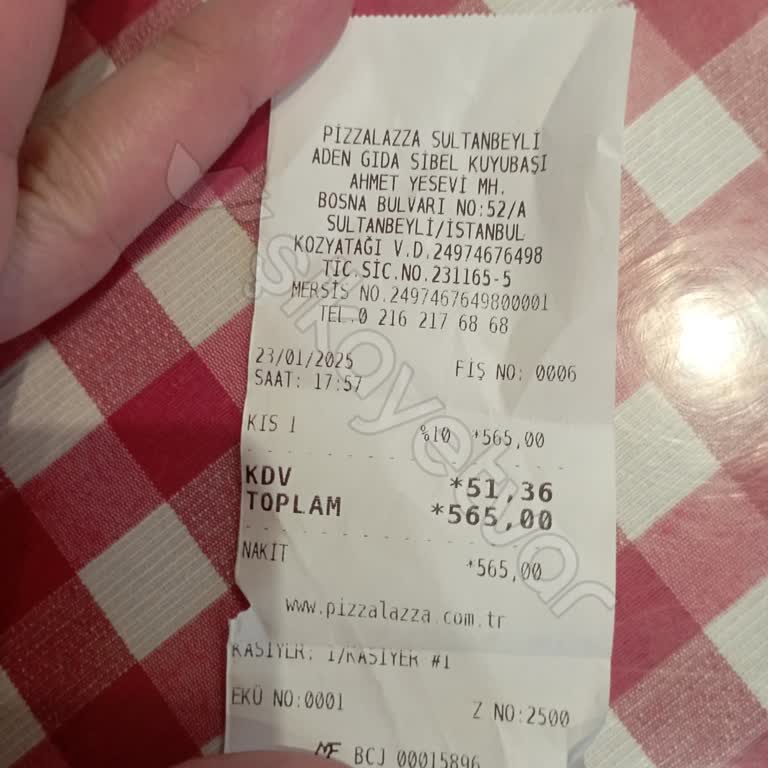 PİZZALAZZA SULTANBEYLİ
ADEN GIDA SİBEL KUYUBAŞI
AHMET YESEVİ MH.
BOSNA BULVARI NO:52/A
SULTANBEYLİ/İSTANBUL
KOZYATAĞI V.D.24974676498
TİC.SİC.NO.231165-5
MERSİS NO.2497467649800001
TEL.0 216 217 68 68
23/01/2025
SAAT: 17:57 FİŞ NO: 0006
KIS 1 %10 *565,00
KDV *51,36
TOPLAM *565,00
NAKİT *565,00
www.pizzalazza.com.tr
KASİYER: 1/KASİYER #1
EKÜ NO:0001 Z NO:2500
MF BCJ 00015896
şikayetvar